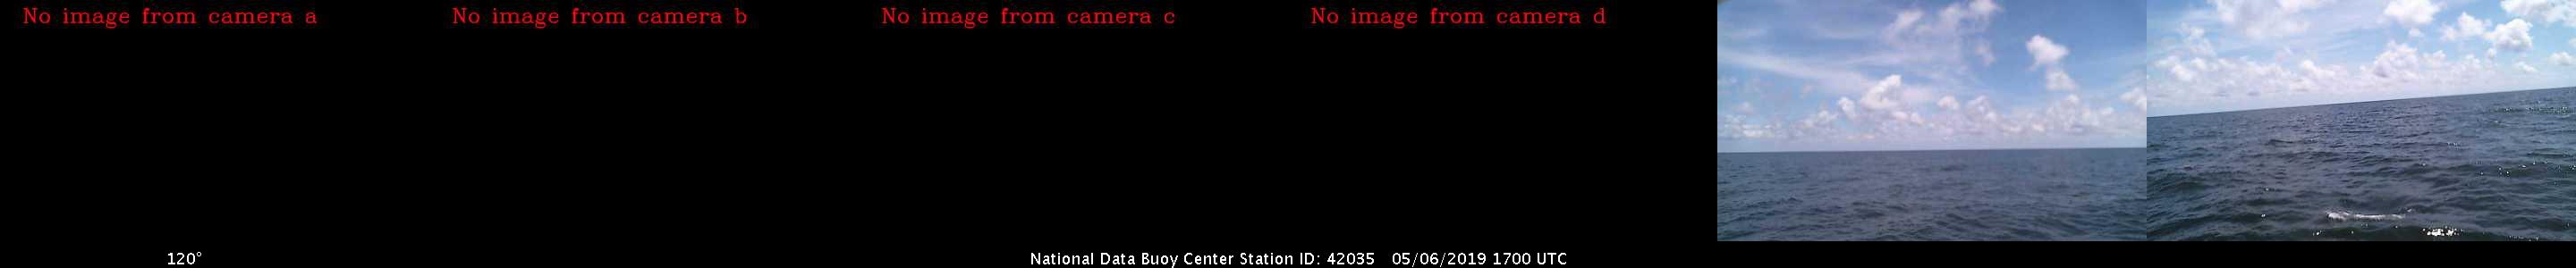 No image from camera a
No image from camera b
No image from camera c
No image from camera d
120°
National Data Buoy Center Station ID: 42035 05/06/2019 1700 UTC